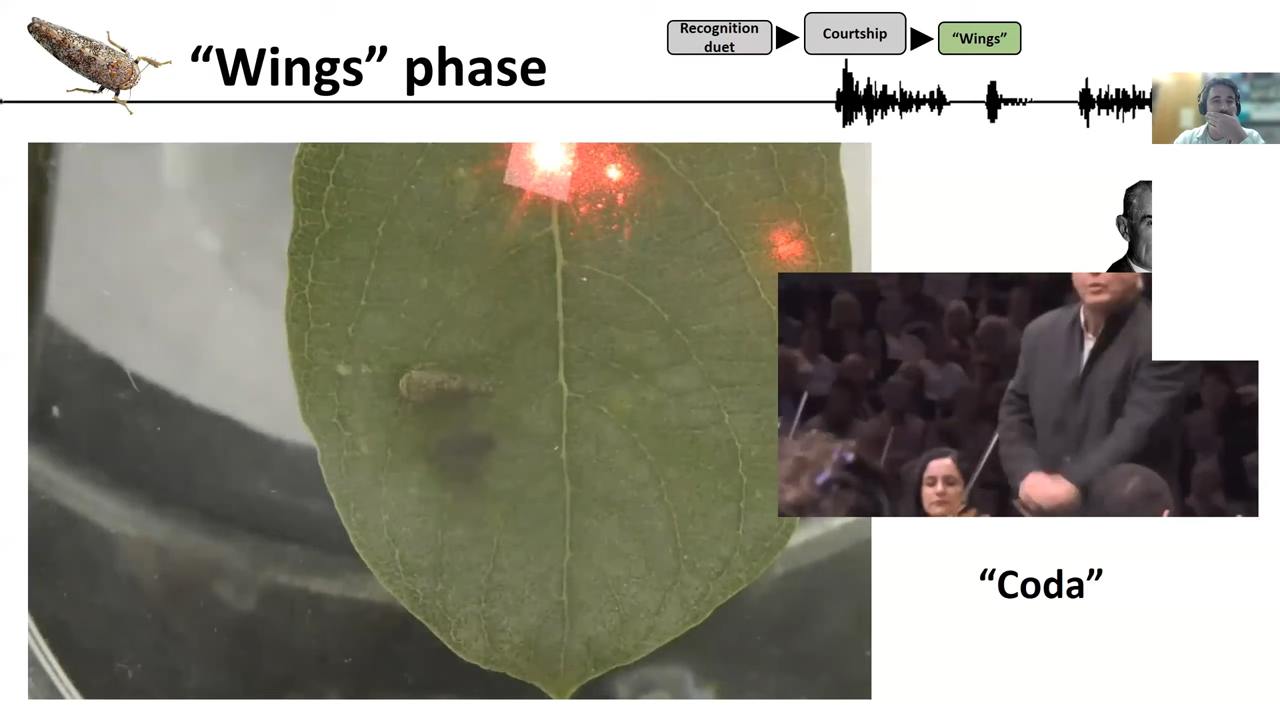 “Wings” phase
Recognition
duet
Courtship
“Wings”
“Coda”